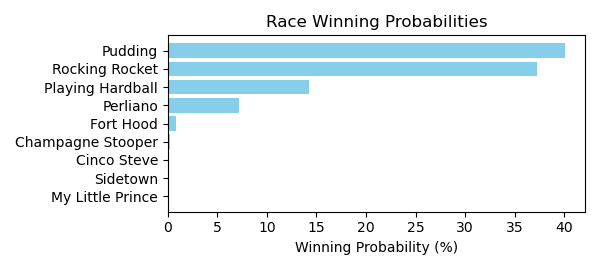 Race Winning Probabilities
Pudding
Rocking Rocket
Playing Hardball
Perliano
Fort Hood
Champagne Stooper
Cinco Steve
Sidetown
My Little Prince
0 5 10 15 20 25 30 35 40
Winning Probability (%)